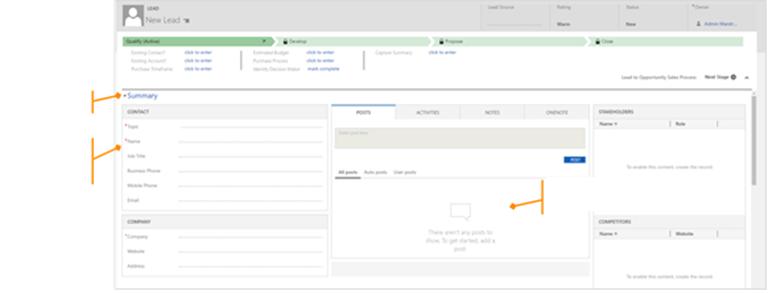 LEAD
New Lead
Lead Source
Rating
Warm
Status
New
*Owner
Admin Mandr...
Qualify (Active)
Develop
Propose
Close
Existing Contact? click to enter
Existing Account? click to enter
Purchase Timeframe click to enter
Estimated Budget click to enter
Purchase Process click to enter
Identify Decision Maker mark complete
Capture Summary click to enter
Lead to Opportunity Sales Process: Next Stage
Summary
CONTACT
*Topic
*Name
Job Title
Business Phone
Mobile Phone
Email
COMPANY
*Company
Website
Address
POSTS ACTIVITIES NOTES ONENOTE
Enter post here
POST
All posts Auto posts User posts
There aren't any posts to
show. To get started, add a
post
STAKEHOLDERS
Name Role
To enable this content, create the record.
COMPETITORS
Name Website
To enable this content, create the record.